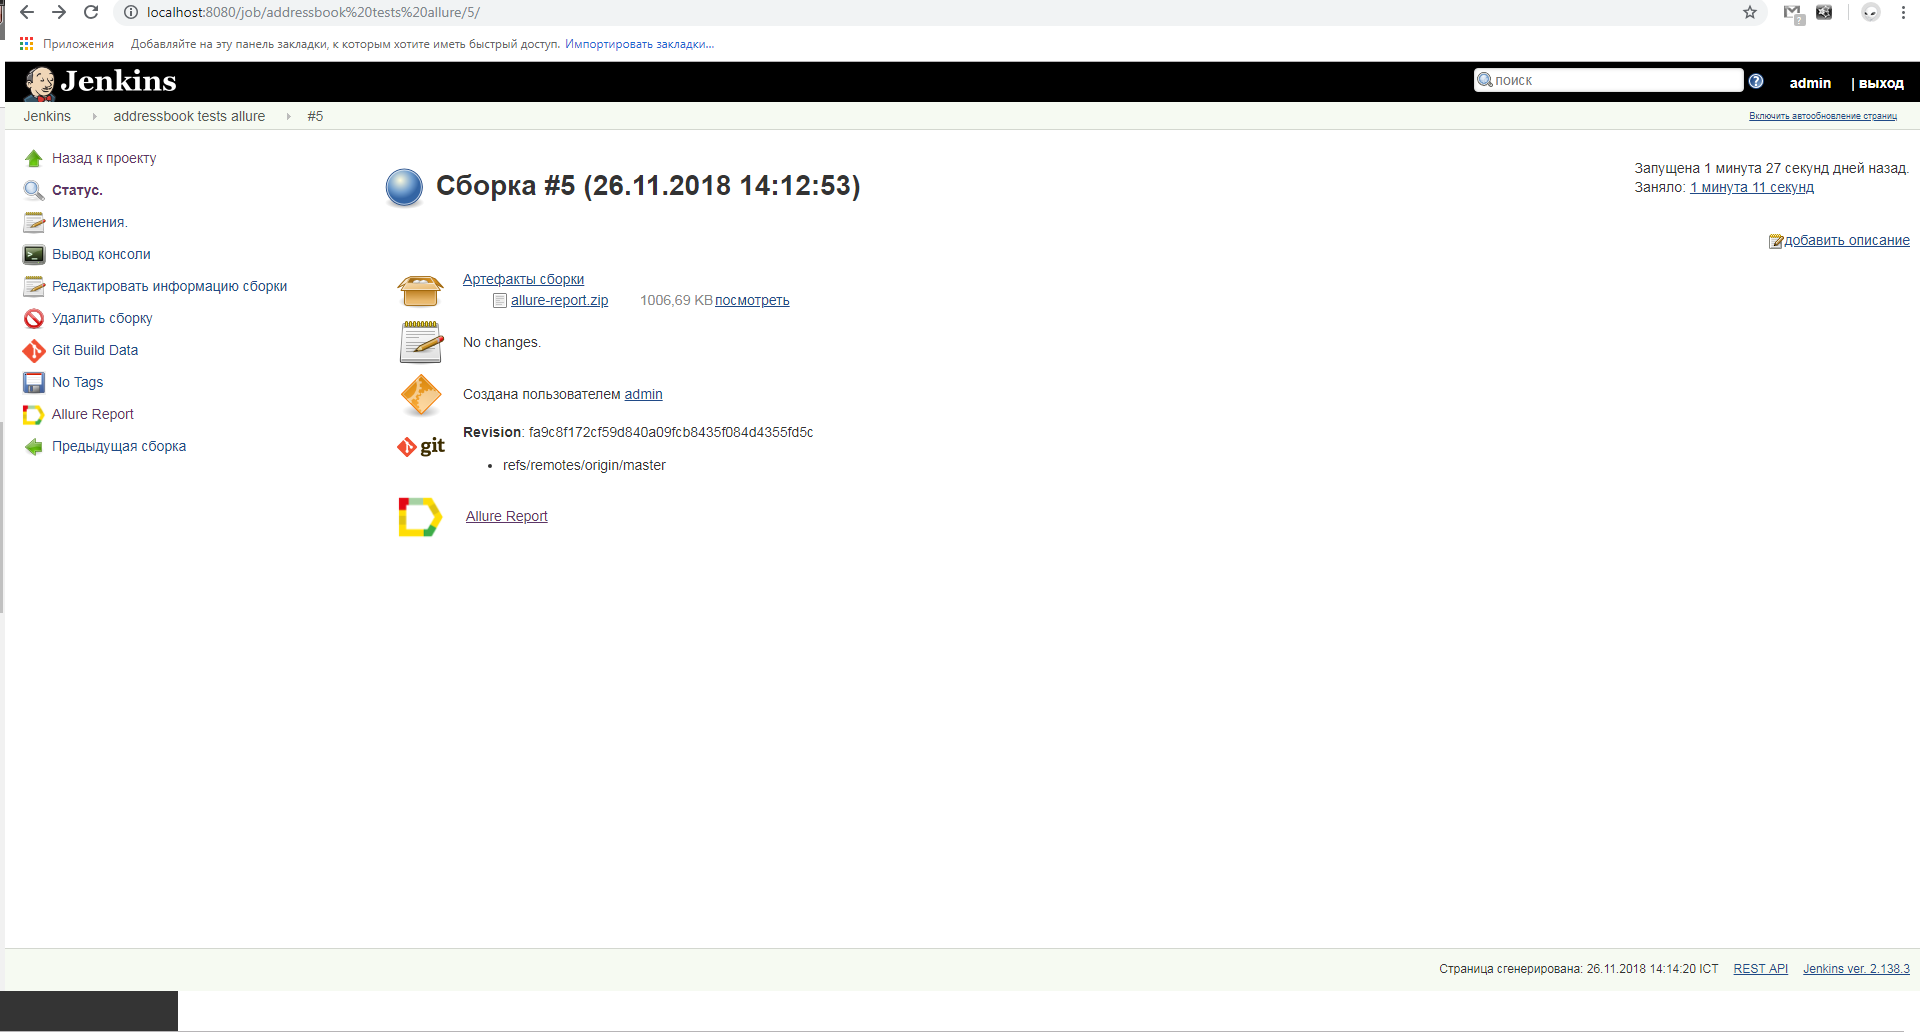 localhost:8080/job/addressbook%20tests%20allure/5/
Приложения Добавляйте на эту панель закладки, к которым хотите иметь быстрый доступ. Импортировать закладки...
Jenkins
поиск
admin | выход
Jenkins addressbook tests allure #5
Включить автообновление страниц
Назад к проекту
Статус.
Изменения.
Вывод консоли
Редактировать информацию сборки
Удалить сборку
Git Build Data
No Tags
Allure Report
Предыдущая сборка
Сборка #5 (26.11.2018 14:12:53)
Запущена 1 минута 27 секунд дней назад.
Заняло: 1 минута 11 секунд
добавить описание
Артефакты сборки
allure-report.zip 1006,69 KB посмотреть
No changes.
Создана пользователем admin
git
Revision: fa9c8f172cf59d840a09fcb8435f084d4355fd5c
refs/remotes/origin/master
Allure Report
Страница сгенерирована: 26.11.2018 14:14:20 ICT REST API Jenkins ver. 2.138.3